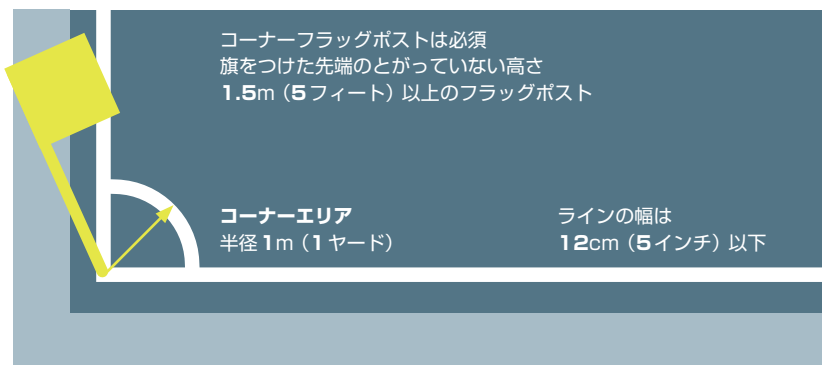 コーナーフラッグポストは必須
旗をつけた先端のとがっていない高さ
1.5m（5フィート）以上のフラッグポスト
コーナーエリア
半径1m（1ヤード）
ラインの幅は
12cm（5インチ）以下